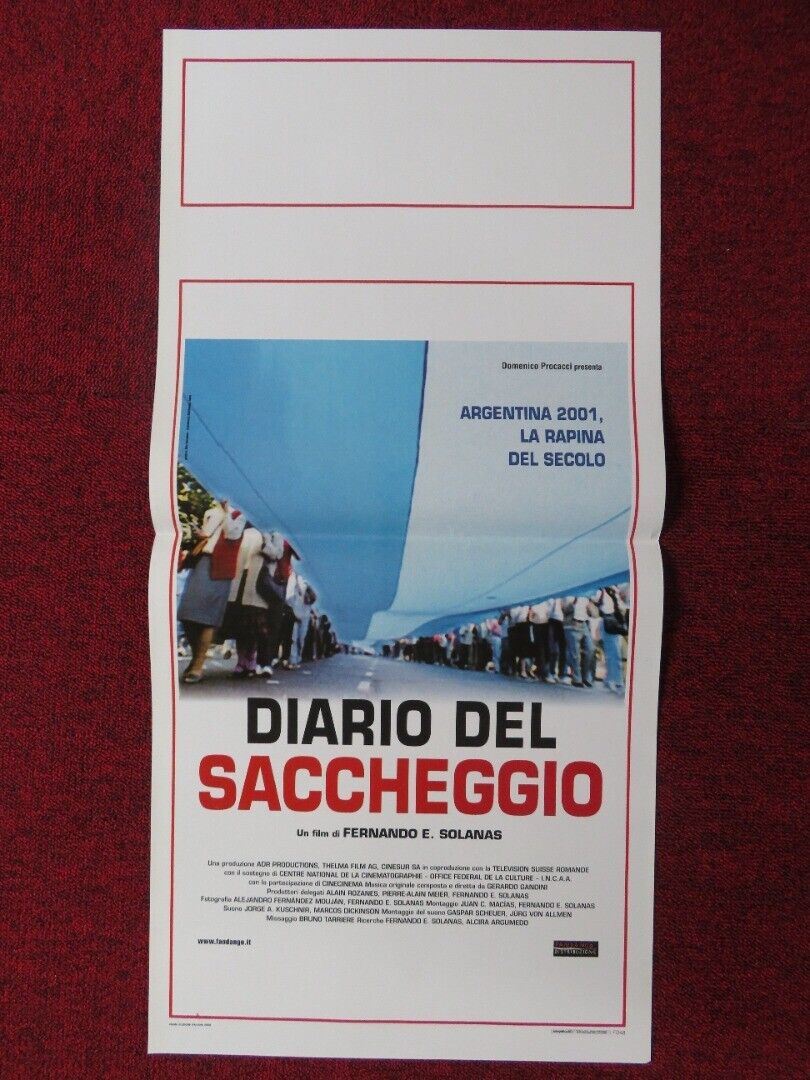 Domenico Procacci presenta
ARGENTINA 2001,
LA RAPINA
DEL SECOLO
DIARIO DEL
SACCHEGGIO
Un film di FERNANDO E. SOLANAS
Una produzione ADR PRODUCTIONS, THELMA FILM AG, CINESUR SA in coproduzione con la TELEVISION SUISSE ROMANDE
con il sostegno di CENTRE NATIONAL DE LA CINEMATOGRAPHIE - OFFICE FEDERAL DE LA CULTURE - I.N.C.A.A.
con la partecipazione di CINECINEMA Musica originale composta e diretta da GERARDO GANDINI
Produttori delegati ALAIN ROZANES, PIERRE-ALAIN MEIER, FERNANDO E. SOLANAS
Fotografia ALEJANDRO FERNÁNDEZ MOUJÁN, FERNANDO E. SOLANAS Montaggio JUAN C. MACÍAS, FERNANDO E. SOLANAS
Suono JORGE A. KUSCHNIR, MARCOS DICKINSON Montaggio del suono GASPAR SCHEUER, JÜRG VON ALLMEN
Missaggio BRUNO TARRIERE Ricerche FERNANDO E. SOLANAS, ALCIRA ARGUMEDO
www.fandango.it
FANDANGO
DISTRIBUZIONE